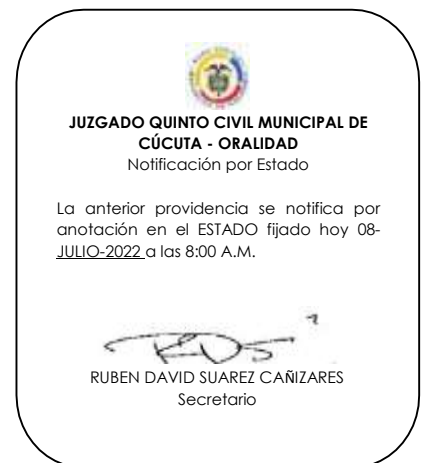 JUZGADO QUINTO CIVIL MUNICIPAL DE
CÚCUTA - ORALIDAD
Notificación por Estado
La anterior providencia se notifica por
anotación en el ESTADO fijado hoy 08-
JULIO-2022 a las 8:00 A.M.
RUBEN DAVID SUAREZ CAÑIZARES
Secretario